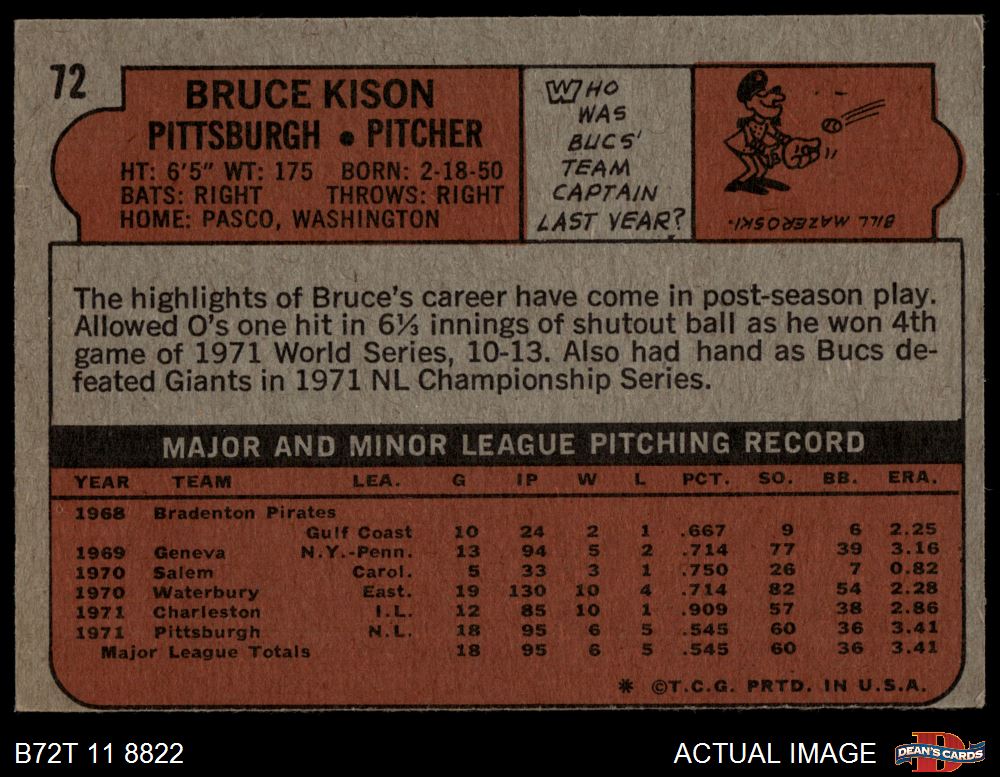 72
BRUCE KISON
PITTSBURGH • PITCHER
HT: 6'5" WT: 175 BORN: 2-18-50
BATS: RIGHT THROWS: RIGHT
HOME: PASCO, WASHINGTON
WHO
WAS
BUCS'
TEAM
CAPTAIN
LAST YEAR?
BILL MAZEROSKI.
The highlights of Bruce's career have come in post-season play.
Allowed O's one hit in 6⅓ innings of shutout ball as he won 4th
game of 1971 World Series, 10-13. Also had hand as Bucs de-
feated Giants in 1971 NL Championship Series.
MAJOR AND MINOR LEAGUE PITCHING RECORD
YEAR TEAM LEA. G IP W L PCT. SO. BB. ERA.
1968 Bradenton Pirates
Gulf Coast 10 24 2 1 .667 9 6 2.25
1969 Geneva N.Y.-Penn. 13 94 5 2 .714 77 39 3.16
1970 Salem Carol. 5 33 3 1 .750 26 7 0.82
1970 Waterbury East. 19 130 10 4 .714 82 54 2.28
1971 Charleston I.L. 12 85 10 1 .909 57 38 2.86
1971 Pittsburgh N.L. 18 95 6 5 .545 60 36 3.41
Major League Totals 18 95 6 5 .545 60 36 3.41
* ©T.C.G. PRTD. IN U.S.A.
B72T 11 8822
ACTUAL IMAGE
DEAN'S CARDS